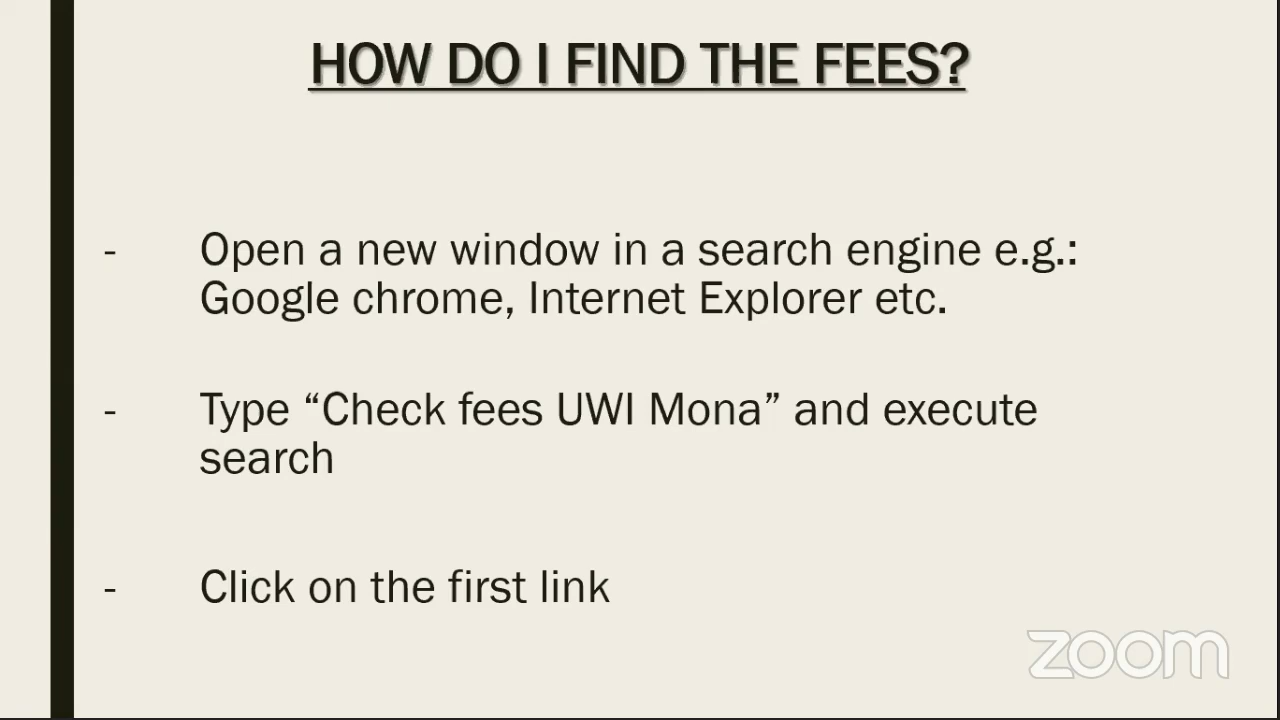 HOW DO I FIND THE FEES?
- Open a new window in a search engine e.g.:
Google chrome, Internet Explorer etc.
- Type “Check fees UWI Mona” and execute
search
- Click on the first link
zoom